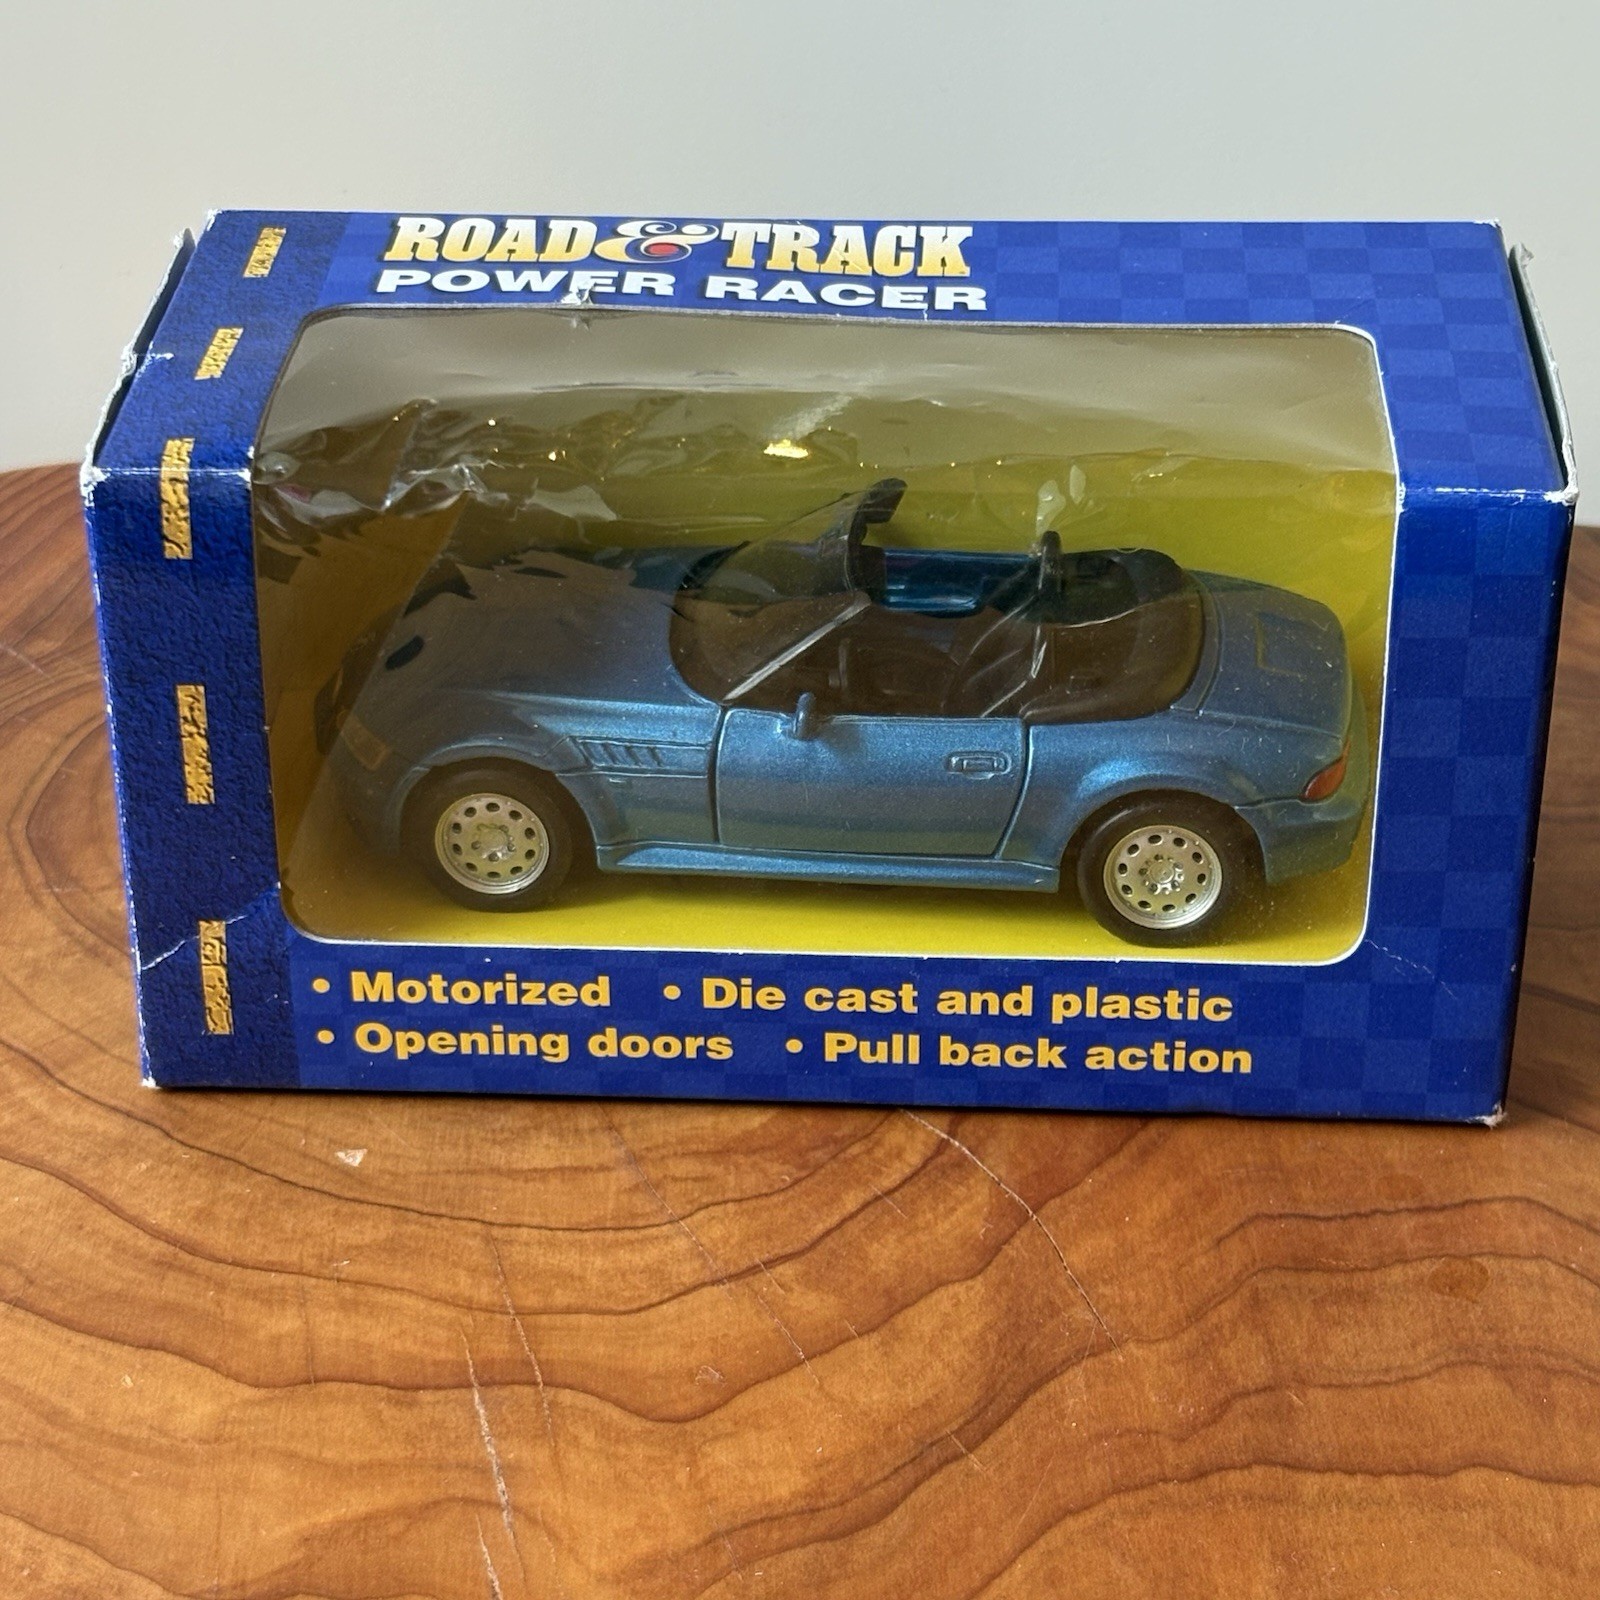 ROAD & TRACK
POWER RACER
• Motorized • Die cast and plastic
• Opening doors • Pull back action